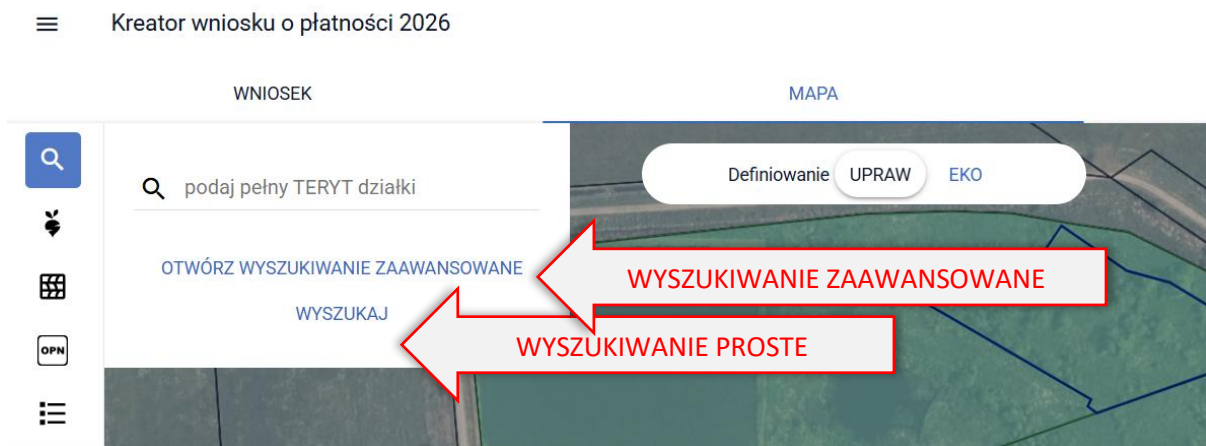 Kreator wniosku o płatności 2026
WNIOSEK
MAPA
podaj pełny TERYT działki
Definiowanie UPRAW EKO
OTWÓRZ WYSZUKIWANIE ZAAWANSOWANE
WYSZUKIWANIE ZAAWANSOWANE
WYSZUKAJ
WYSZUKIWANIE PROSTE
OPN